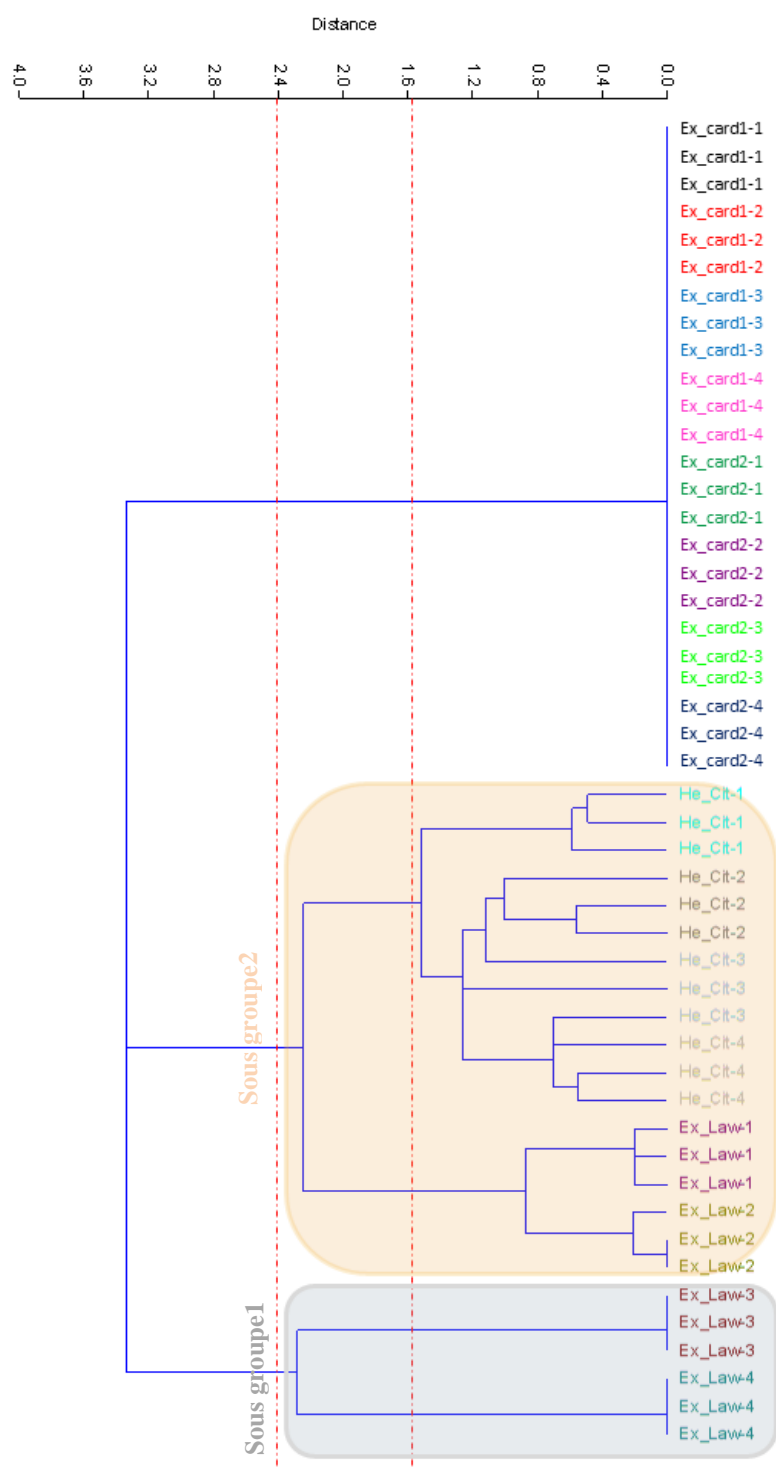 Distance
4.0 3.6 3.2 2.8 2.4 2.0 1.6 1.2 0.8 0.4 0.0
Ex_card1-1
Ex_card1-1
Ex_card1-1
Ex_card1-2
Ex_card1-2
Ex_card1-2
Ex_card1-3
Ex_card1-3
Ex_card1-3
Ex_card1-4
Ex_card1-4
Ex_card1-4
Ex_card2-1
Ex_card2-1
Ex_card2-1
Ex_card2-2
Ex_card2-2
Ex_card2-2
Ex_card2-3
Ex_card2-3
Ex_card2-3
Ex_card2-4
Ex_card2-4
Ex_card2-4
He_Cit-1
He_Cit-1
He_Cit-1
He_Cit-2
He_Cit-2
He_Cit-2
He_Cit-3
He_Cit-3
He_Cit-3
He_Cit-4
He_Cit-4
He_Cit-4
Ex_Law-1
Ex_Law-1
Ex_Law-1
Ex_Law-2
Ex_Law-2
Ex_Law-2
Ex_Law-3
Ex_Law-3
Ex_Law-3
Ex_Law-4
Ex_Law-4
Ex_Law-4
Sous groupe2
Sous groupe1